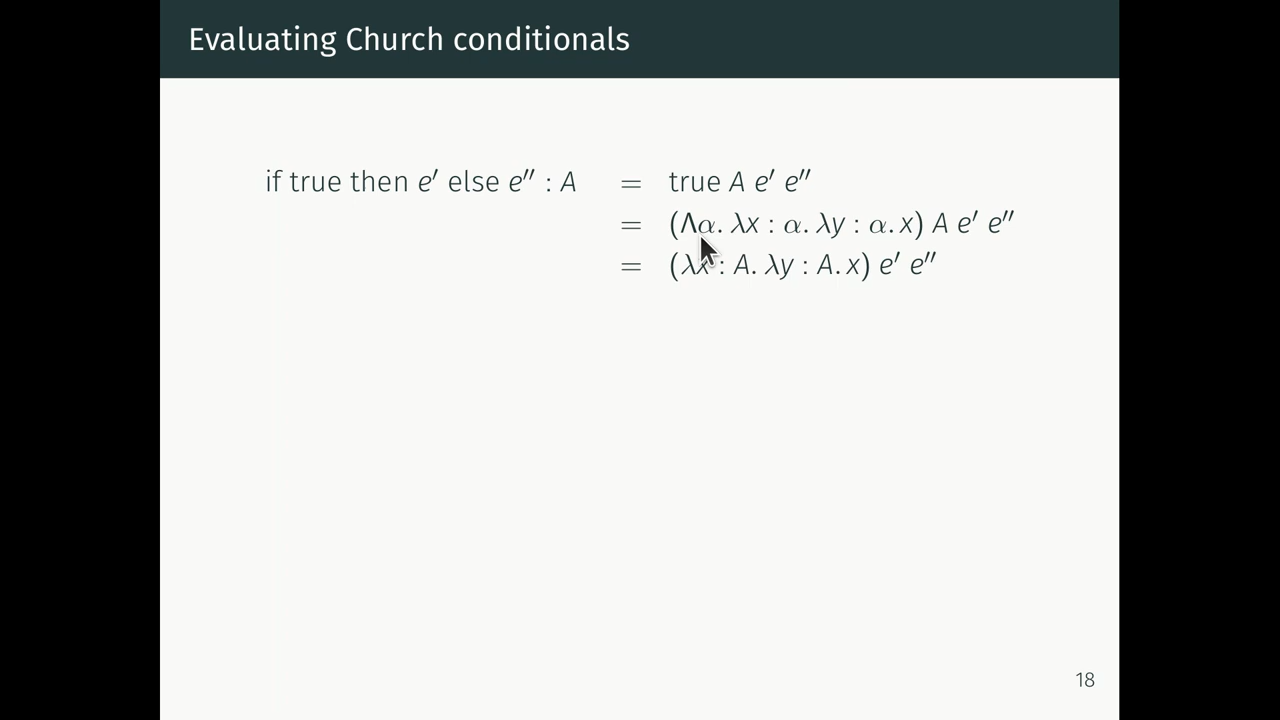 Evaluating Church conditionals
if true then e′ else e″ : A = true A e′ e″
= (Λα. λx : α. λy : α. x) A e′ e″
= (λx : A. λy : A. x) e′ e″
18